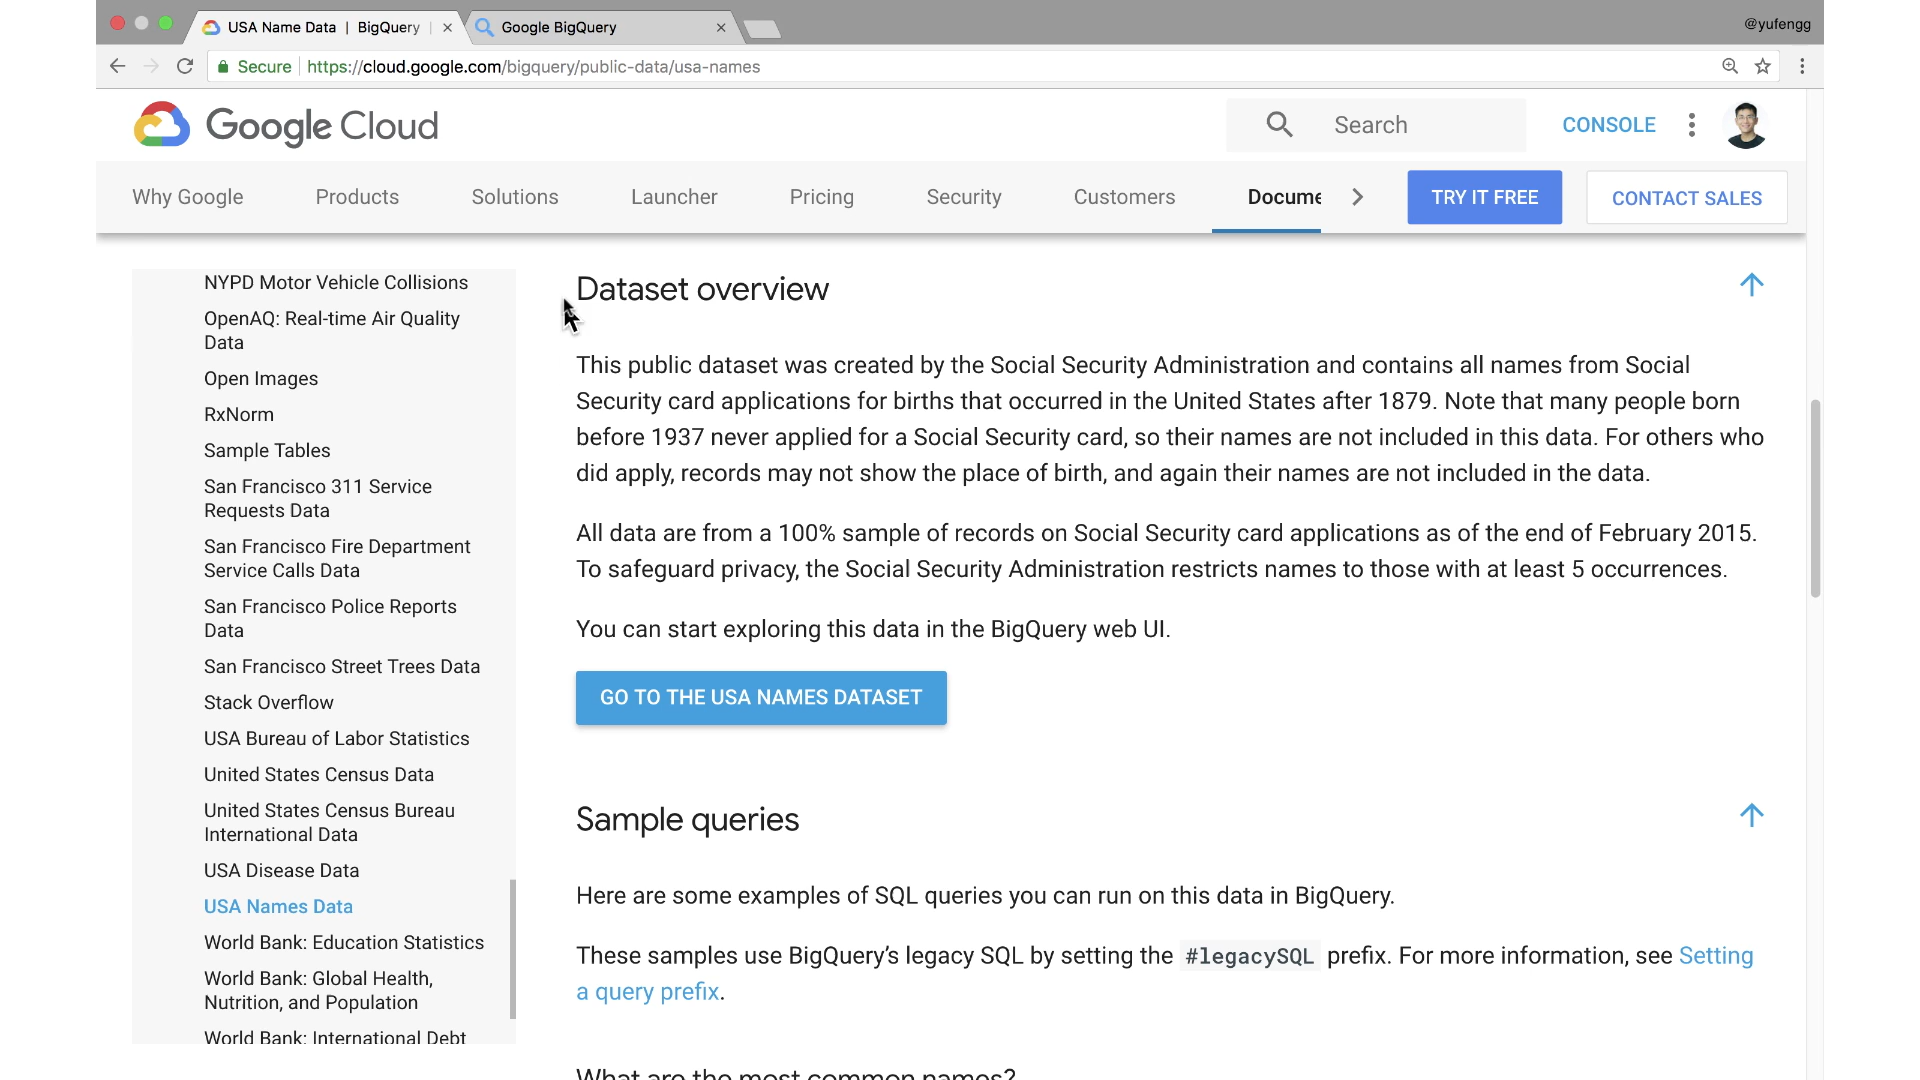 USA Name Data | BigQuery
Google BigQuery
@yufengg
Secure
https://cloud.google.com/bigquery/public-data/usa-names
Google Cloud
Search
CONSOLE
Why Google
Products
Solutions
Launcher
Pricing
Security
Customers
Docume
TRY IT FREE
CONTACT SALES
NYPD Motor Vehicle Collisions
OpenAQ: Real-time Air Quality
Data
Open Images
RxNorm
Sample Tables
San Francisco 311 Service
Requests Data
San Francisco Fire Department
Service Calls Data
San Francisco Police Reports
Data
San Francisco Street Trees Data
Stack Overflow
USA Bureau of Labor Statistics
United States Census Data
United States Census Bureau
International Data
USA Disease Data
USA Names Data
World Bank: Education Statistics
World Bank: Global Health,
Nutrition, and Population
World Bank: International Debt
Dataset overview
This public dataset was created by the Social Security Administration and contains all names from Social
Security card applications for births that occurred in the United States after 1879. Note that many people born
before 1937 never applied for a Social Security card, so their names are not included in this data. For others who
did apply, records may not show the place of birth, and again their names are not included in the data.
All data are from a 100% sample of records on Social Security card applications as of the end of February 2015.
To safeguard privacy, the Social Security Administration restricts names to those with at least 5 occurrences.
You can start exploring this data in the BigQuery web UI.
GO TO THE USA NAMES DATASET
Sample queries
Here are some examples of SQL queries you can run on this data in BigQuery.
These samples use BigQuery’s legacy SQL by setting the #legacySQL prefix. For more information, see Setting
a query prefix.
What are the most common names?